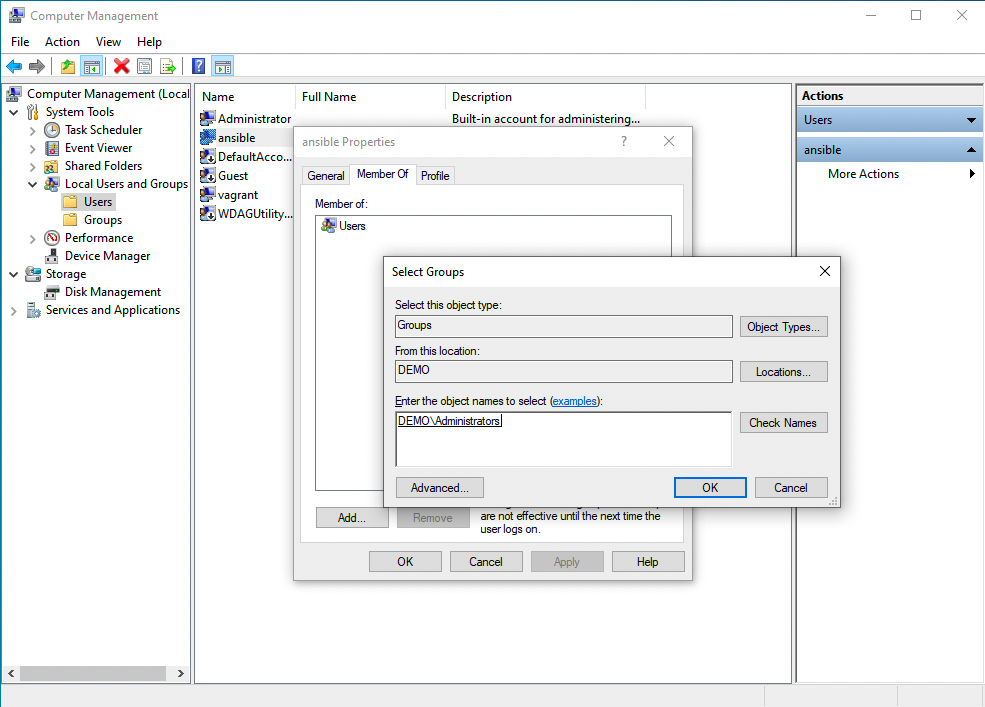 Computer Management
File Action View Help
Computer Management (Local
System Tools
Task Scheduler
Event Viewer
Shared Folders
Local Users and Groups
Users
Groups
Performance
Device Manager
Storage
Disk Management
Services and Applications
Name Full Name Description
Administrator Built-in account for administering...
ansible
DefaultAcco...
Guest
vagrant
WDAGUtility...
ansible Properties
General Member Of Profile
Member of:
Users
Select Groups
Select this object type:
Groups Object Types...
From this location:
DEMO Locations...
Enter the object names to select (examples):
DEMO\Administrators Check Names
Advanced... OK Cancel
are not effective until the next time the
user logs on.
Add... Remove
OK Cancel Apply Help
Actions
Users
ansible
More Actions